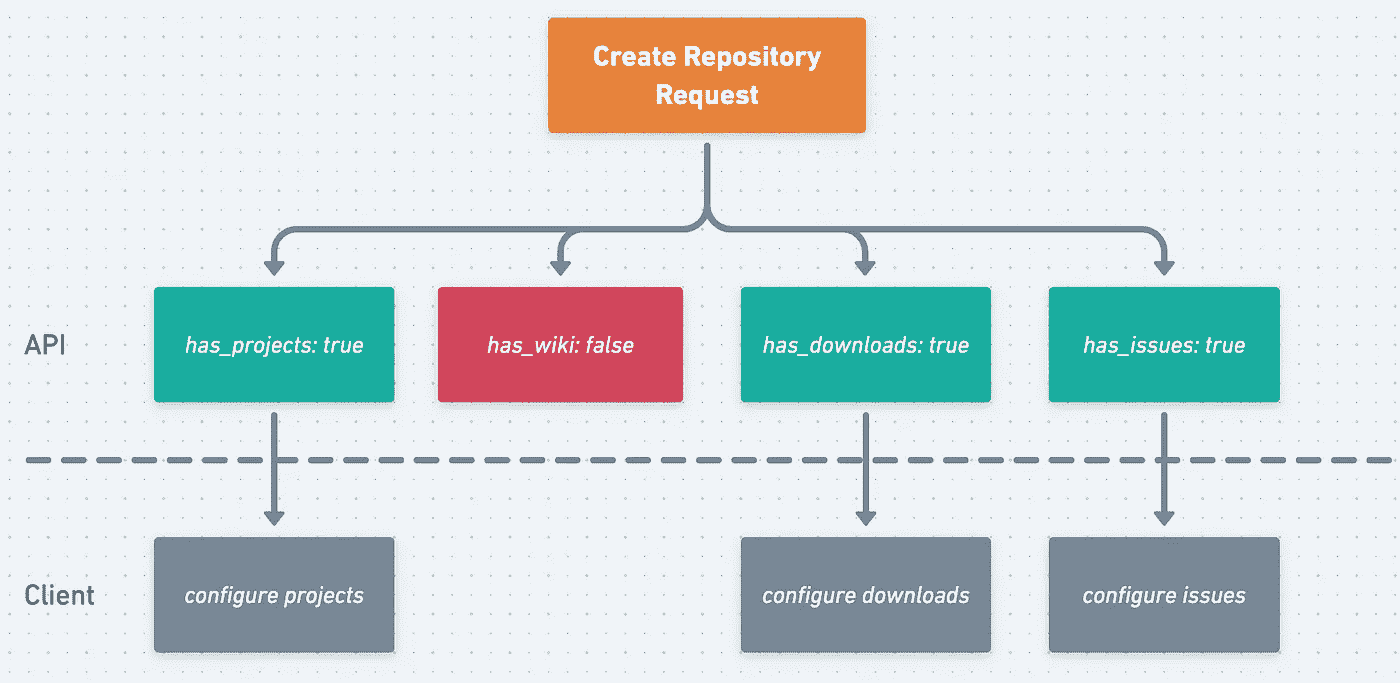 Create Repository
Request
API
has_projects: true
has_wiki: false
has_downloads: true
has_issues: true
Client
configure projects
configure downloads
configure issues